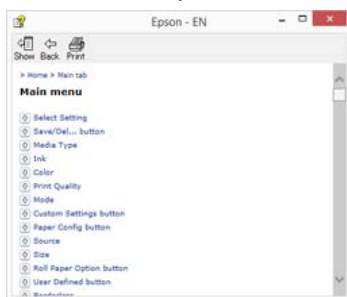 Epson - EN
Show Back Print
> Home > Main tab
Main menu
Select Setting
Save/Del... button
Media Type
Ink
Color
Print Quality
Mode
Custom Settings button
Paper Config button
Source
Size
Roll Paper Option button
User Defined button
Borderless